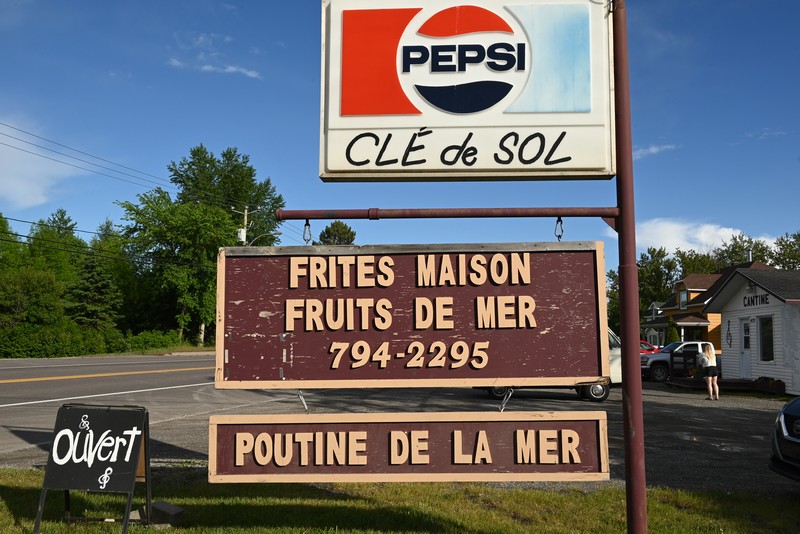 PEPSI
CLÉ de SOL
FRITES MAISON
FRUITS DE MER
794-2295
POUTINE DE LA MER
Ouvert
CANTINE